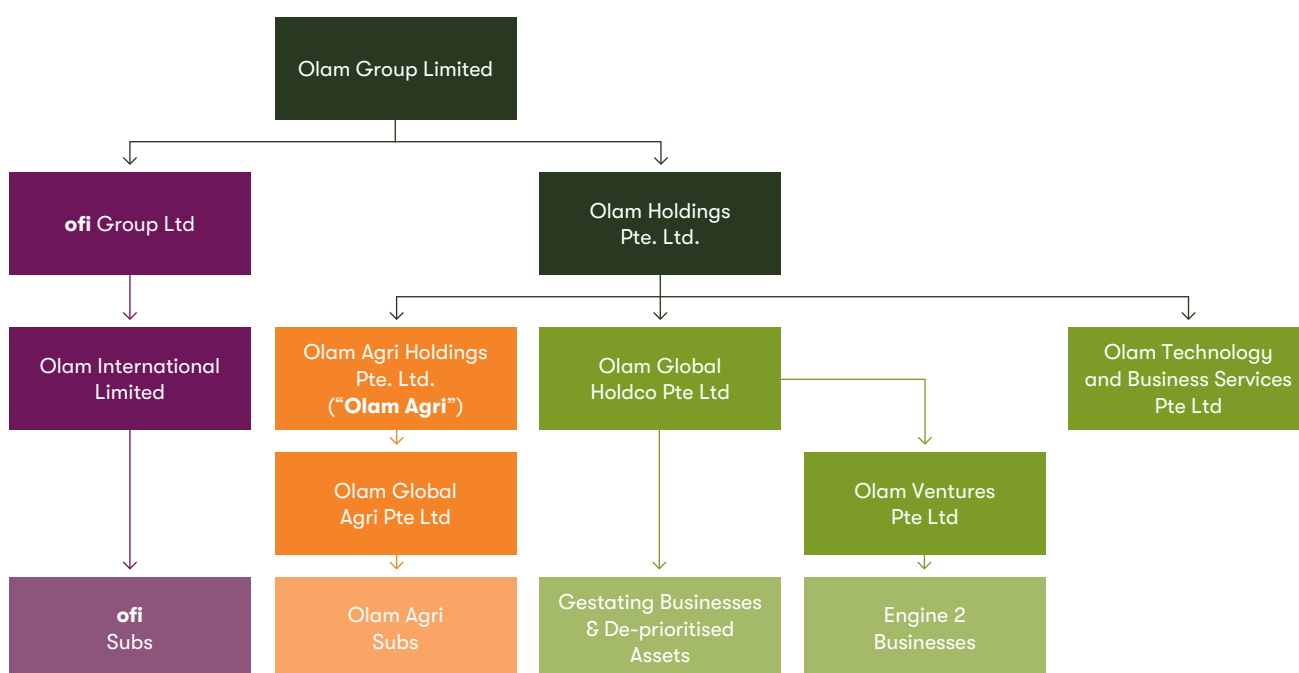 Olam Group Limited
ofi Group Ltd
Olam Holdings
Pte. Ltd.
Olam International
Limited
Olam Agri Holdings
Pte. Ltd.
(“Olam Agri”)
Olam Global
Holdco Pte Ltd
Olam Technology
and Business Services
Pte Ltd
Olam Global
Agri Pte Ltd
Olam Ventures
Pte Ltd
ofi
Subs
Olam Agri
Subs
Gestating Businesses
& De-prioritised
Assets
Engine 2
Businesses